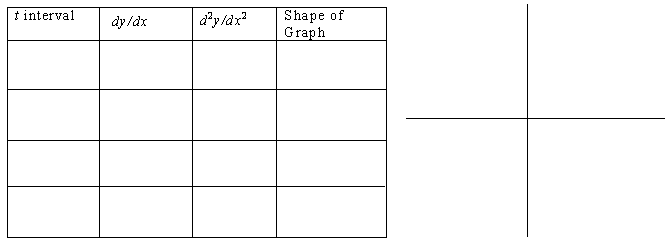 t interval dy/dx d²y/dx² Shape of
Graph